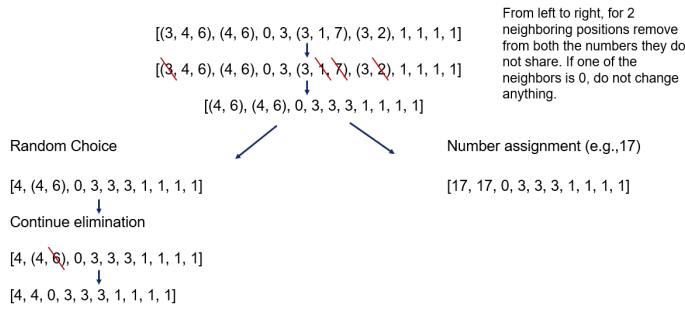 [(3, 4, 6), (4, 6), 0, 3, (3, 1, 7), (3, 2), 1, 1, 1, 1]
[(3, 4, 6), (4, 6), 0, 3, (3, 1, 7), (3, 2), 1, 1, 1, 1]
[(4, 6), (4, 6), 0, 3, 3, 3, 1, 1, 1, 1]
From left to right, for 2
neighboring positions remove
from both the numbers they do
not share. If one of the
neighbors is 0, do not change
anything.
Random Choice
[4, (4, 6), 0, 3, 3, 3, 1, 1, 1, 1]
Continue elimination
[4, (4, 6), 0, 3, 3, 3, 1, 1, 1, 1]
[4, 4, 0, 3, 3, 3, 1, 1, 1, 1]
Number assignment (e.g.,17)
[17, 17, 0, 3, 3, 3, 1, 1, 1, 1]